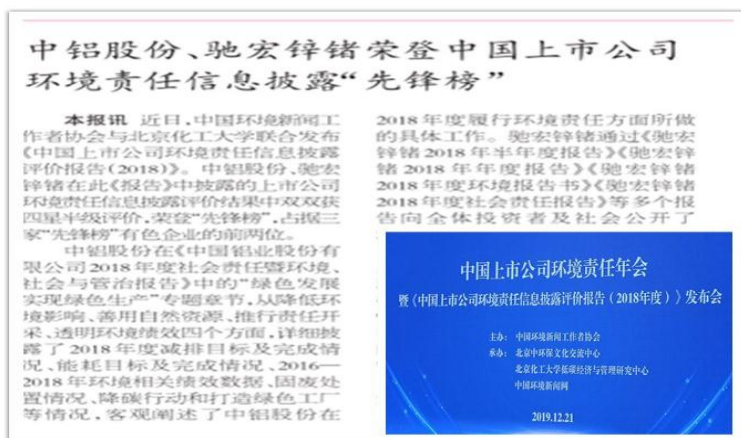 中铝股份、驰宏锌锗荣登中国上市公司
环境责任信息披露“先锋榜”
本报讯 近日,中国环境新闻工
作者协会与北京化工大学联合发布
《中国上市公司环境责任信息披露
评价报告(2018)》。中铝股份、驰宏
锌锗在此《报告》中披露的上市公司
环境责任信息披露评价结果中双双获
四星半级评价,荣登“先锋榜”,占据三
家“先锋榜”有色企业的前两位。
中铝股份在《中国铝业股份有
限公司2018年度社会责任暨环境、
社会与管治报告》中的“绿色发展
实现绿色生产”专题章节,从降低环
境影响、善用自然资源、推行责任开
采、透明环境绩效四个方面,详细披
露了2018年度减排目标及完成情
况、能耗目标及完成情况、2016—
2018年环境相关绩效数据、固废处
置情况、降碳行动和打造绿色工厂
等情况,客观阐述了中铝股份在
2018年度履行环境责任方面所做
的具体工作。驰宏锌锗通过《驰宏
锌锗2018年半年度报告》《驰宏锌
锗2018年年度报告》《驰宏锌锗
2018年度环境报告书》《驰宏锌锗
2018年度社会责任报告》等多个报
告向全体投资者及社会公开了
中国上市公司环境责任年会
暨《中国上市公司环境责任信息披露评价报告(2018年度)》发布会
主办: 中国环境新闻工作者协会
承办: 北京中环保文化交流中心
北京化工大学低碳经济与管理研究中心
中国环境新闻网
2019.12.21